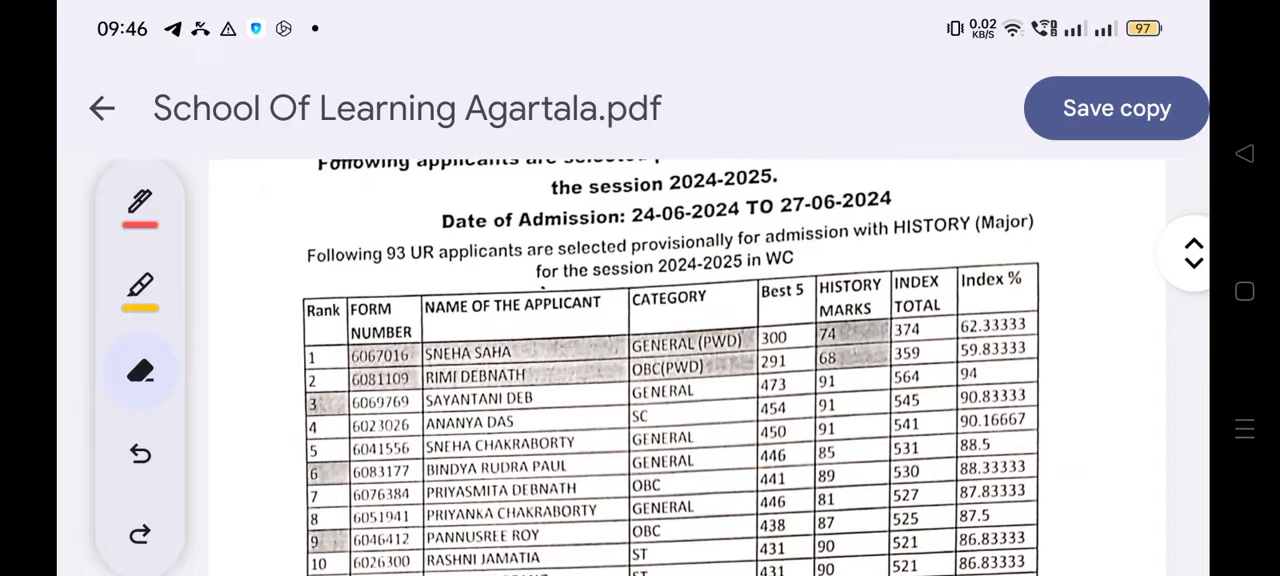 09:46 0.02 KB/S 97
School Of Learning Agartala.pdf Save copy
Following applicants are selected
the session 2024-2025.
Date of Admission: 24-06-2024 TO 27-06-2024
Following 93 UR applicants are selected provisionally for admission with HISTORY (Major)
for the session 2024-2025 in WC
Rank FORM NUMBER NAME OF THE APPLICANT CATEGORY Best 5 HISTORY MARKS INDEX TOTAL Index %
1 6067016 SNEHA SAHA GENERAL (PWD) 300 74 374 62.33333
2 6081109 RIMI DEBNATH OBC(PWD) 291 68 359 59.83333
3 6069769 SAYANTANI DEB GENERAL 473 91 564 94
4 6023026 ANANYA DAS SC 454 91 545 90.83333
5 6041556 SNEHA CHAKRABORTY GENERAL 450 91 541 90.16667
6 6083177 BINDYA RUDRA PAUL GENERAL 446 85 531 88.5
7 6076384 PRIYASMITA DEBNATH OBC 441 89 530 88.33333
8 6051941 PRIYANKA CHAKRABORTY GENERAL 446 81 527 87.83333
9 6046412 PANNUSREE ROY OBC 438 87 525 87.5
10 6026300 RASHNI JAMATIA ST 431 90 521 86.83333
ST 431 90 521 86.83333